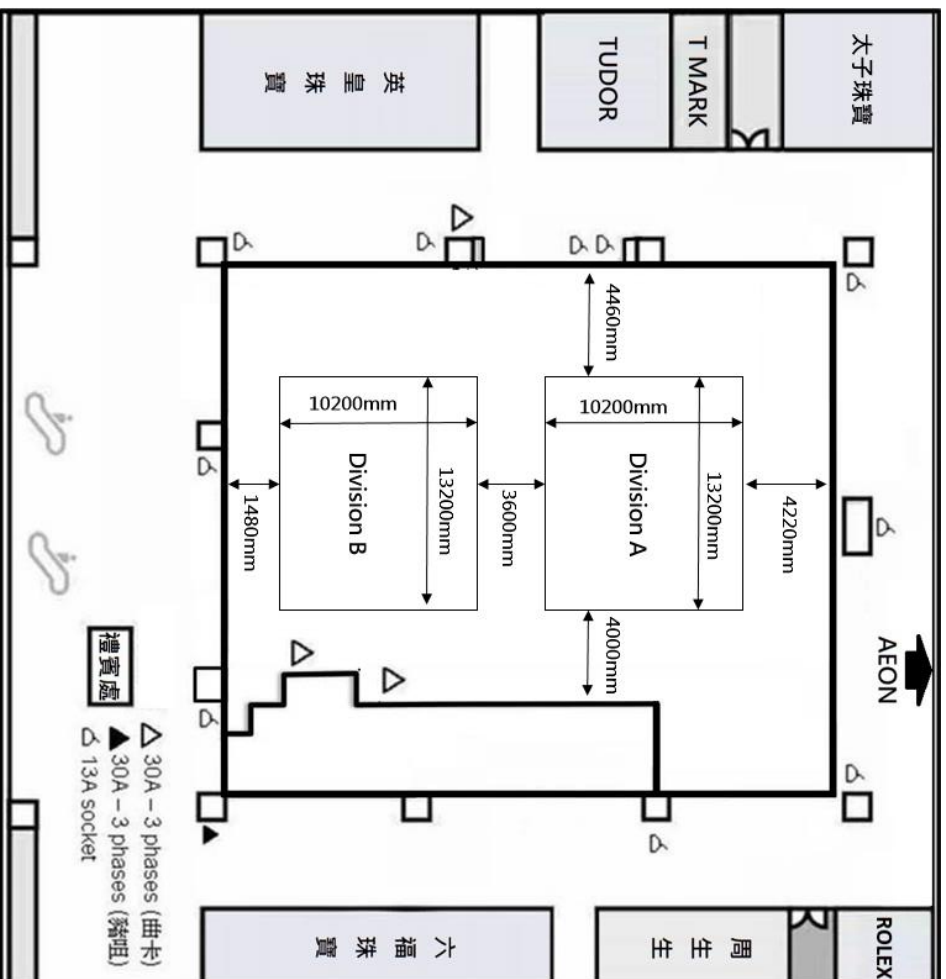 英皇珠寶
TUDOR
T MARK
太子珠寶
4460mm
10200mm
10200mm
Division B
13200mm
Division A
13200mm
1480mm
3600mm
4220mm
4000mm
AEON
禮賓處
30A – 3 phases (曲卡)
30A – 3 phases (豬咀)
13A socket
六福珠寶
周生生
ROLEX